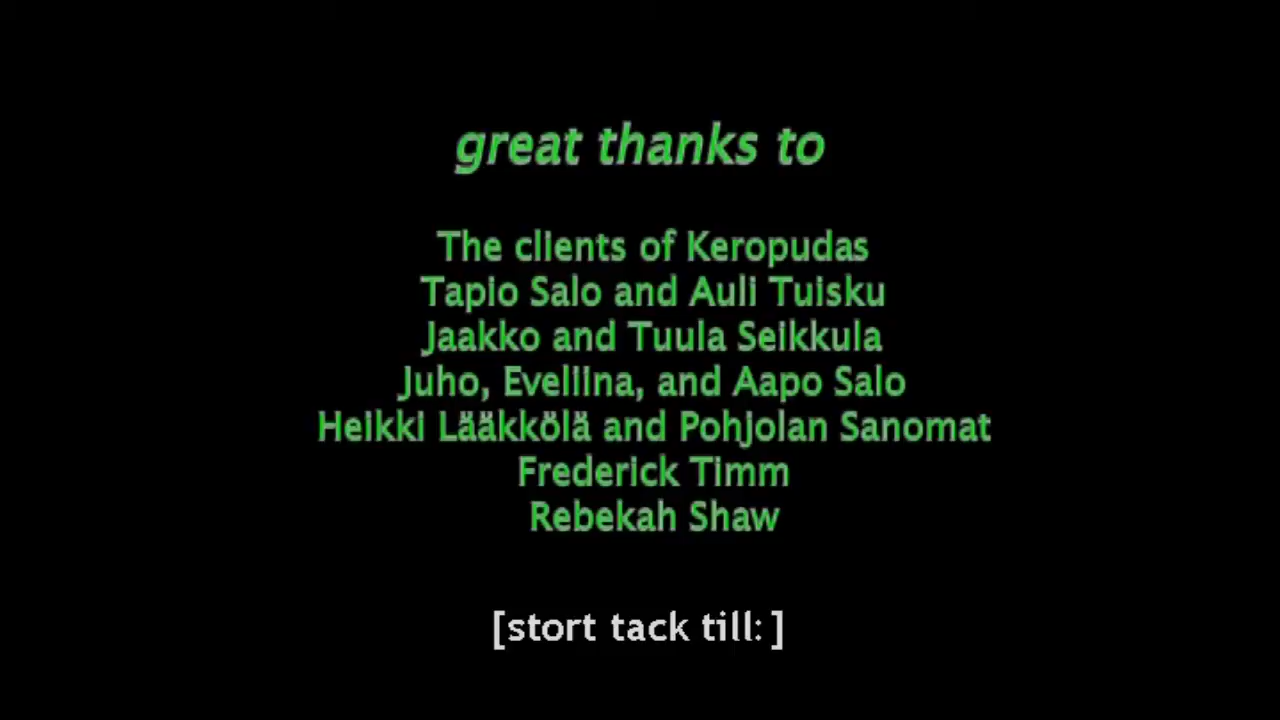 great thanks to
The clients of Keropudas
Tapio Salo and Auli Tuisku
Jaakko and Tuula Seikkula
Juho, Eveliina, and Aapo Salo
Heikki Lääkkölä and Pohjolan Sanomat
Frederick Timm
Rebekah Shaw
[stort tack till: ]